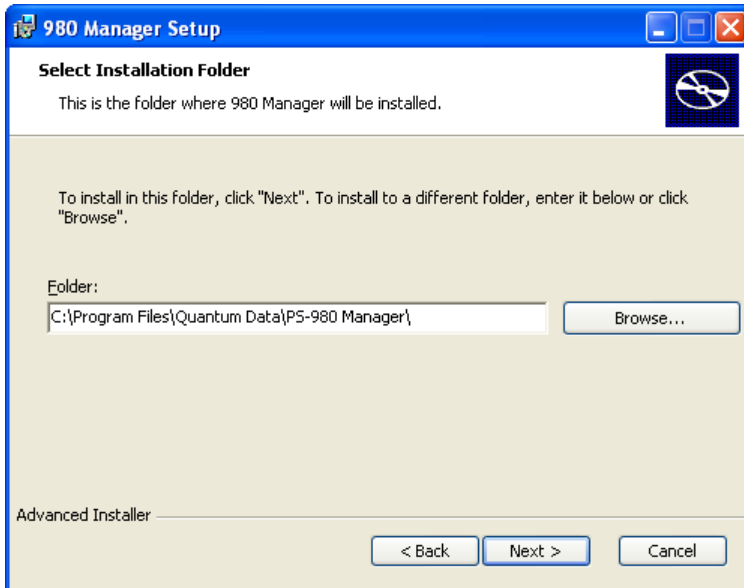 980 Manager Setup
Select Installation Folder
This is the folder where 980 Manager will be installed.
To install in this folder, click "Next". To install to a different folder, enter it below or click
"Browse".
Folder:
C:\Program Files\Quantum Data\PS-980 Manager\
Browse...
Advanced Installer
< Back
Next >
Cancel